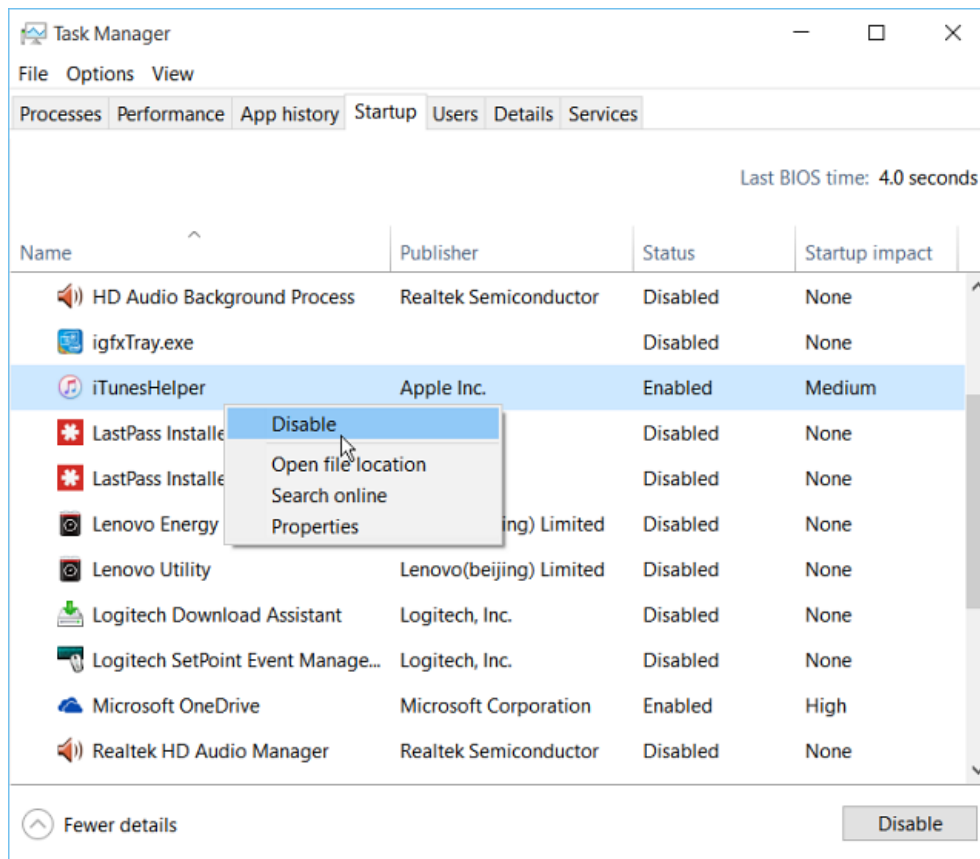 Task Manager
File Options View
Processes Performance App history Startup Users Details Services
Last BIOS time: 4.0 seconds
Name Publisher Status Startup impact
HD Audio Background Process Realtek Semiconductor Disabled None
igfxTray.exe Disabled None
iTunesHelper Apple Inc. Enabled Medium
Disable
LastPass Installe Disabled None
Open file location
LastPass Installe Disabled None
Search online
Lenovo Energy ing) Limited Disabled None
Properties
Lenovo Utility Lenovo(beijing) Limited Disabled None
Logitech Download Assistant Logitech, Inc. Disabled None
Logitech SetPoint Event Manage... Logitech, Inc. Disabled None
Microsoft OneDrive Microsoft Corporation Enabled High
Realtek HD Audio Manager Realtek Semiconductor Disabled None
Fewer details Disable